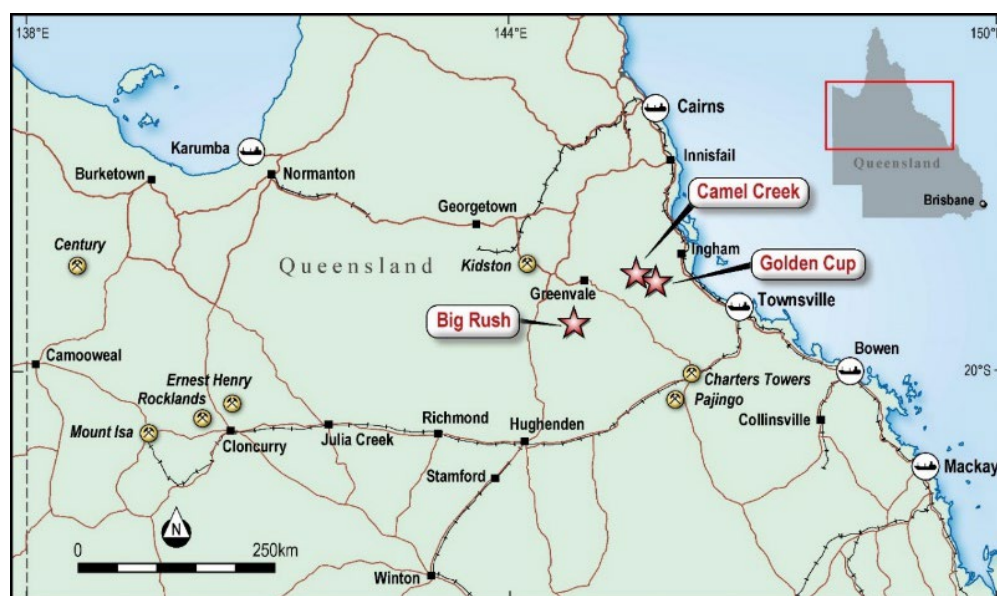 138°E
144°E
150°E
Cairns
Karumba
Innisfail
Burketown
Normanton
Queensland
Camel Creek
Brisbane
Georgetown
Century
Ingham
Queensland
Kidston
Golden Cup
Greenvale
Townsville
Big Rush
Camooweal
Bowen
20°S
Ernest Henry
Charters Towers
Rocklands
Pajingo
Richmond
Collinsville
Mount Isa
Cloncurry
Julia Creek
Hughenden
Stamford
Mackay
N
0
250km
Winton